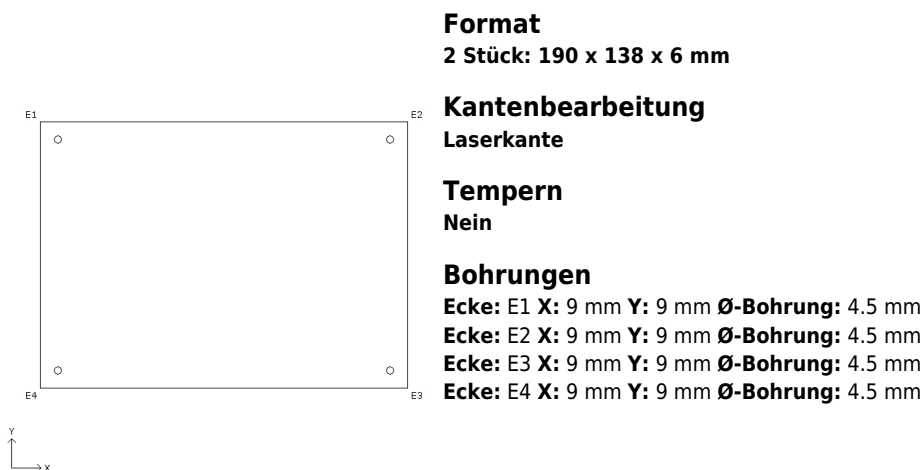 Format
2 Stück: 190 x 138 x 6 mm
E1
E2
Kantenbearbeitung
Laserkante
Tempern
Nein
Bohrungen
Ecke: E1 X: 9 mm Y: 9 mm Ø-Bohrung: 4.5 mm
Ecke: E2 X: 9 mm Y: 9 mm Ø-Bohrung: 4.5 mm
Ecke: E3 X: 9 mm Y: 9 mm Ø-Bohrung: 4.5 mm
Ecke: E4 X: 9 mm Y: 9 mm Ø-Bohrung: 4.5 mm
E4
E3
Y
X